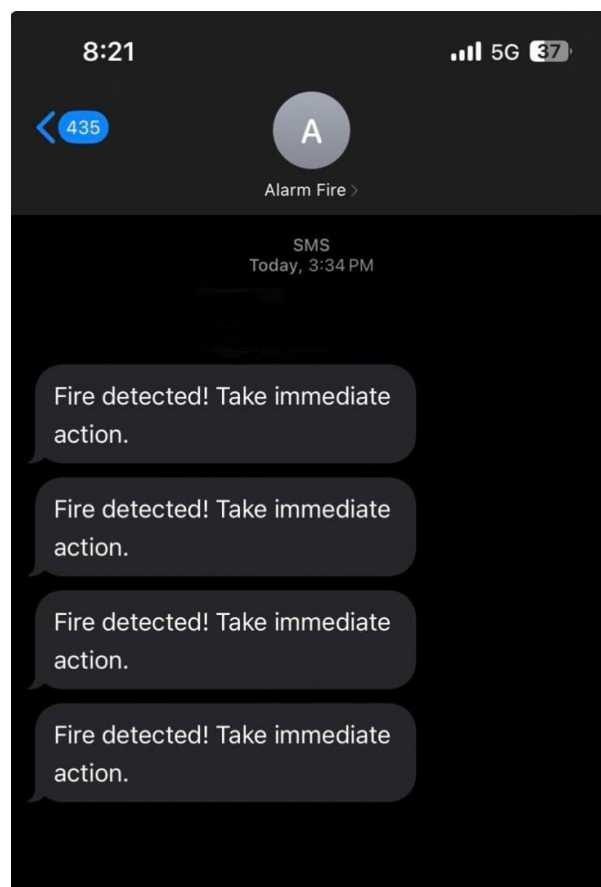 8:21
5G 37
435
A
Alarm Fire
SMS
Today, 3:34 PM
Fire detected! Take immediate
action.
Fire detected! Take immediate
action.
Fire detected! Take immediate
action.
Fire detected! Take immediate
action.